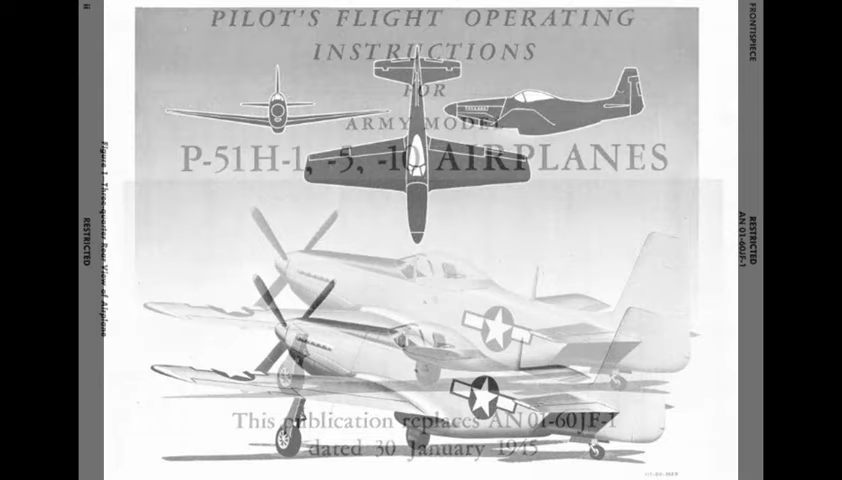 PILOT'S FLIGHT OPERATING
INSTRUCTIONS
FOR
ARMY MODEL
P-51H-1, -5, -10 AIRPLANES
This publication replaces AN 01-60JF-1
dated 30 January 1945
ii
RESTRICTED
Figure 1—Three-quarter Rear View of Airplane
FRONTISPIECE
RESTRICTED
AN 01-60JF-1